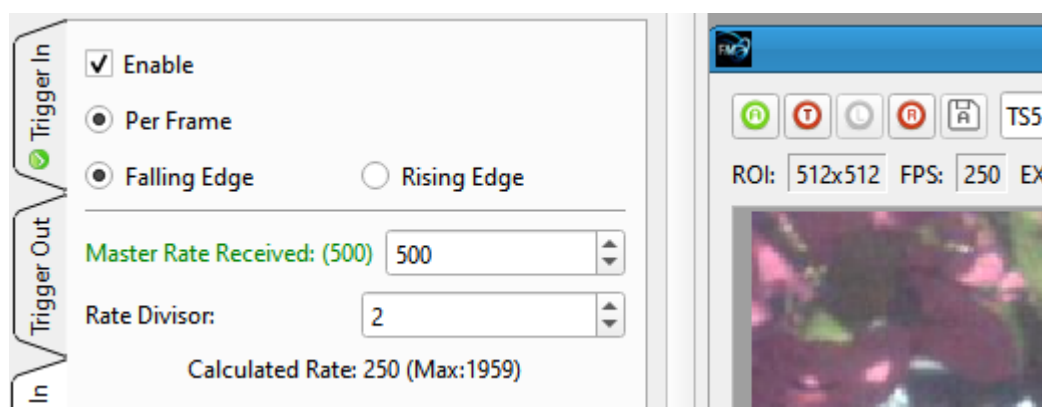 Trigger In
Trigger Out
In
Enable
Per Frame
Falling Edge
Rising Edge
Master Rate Received: (500)
500
Rate Divisor:
2
Calculated Rate: 250 (Max:1959)
A
T
L
R
A
TS5
ROI: 512x512 FPS: 250 EX